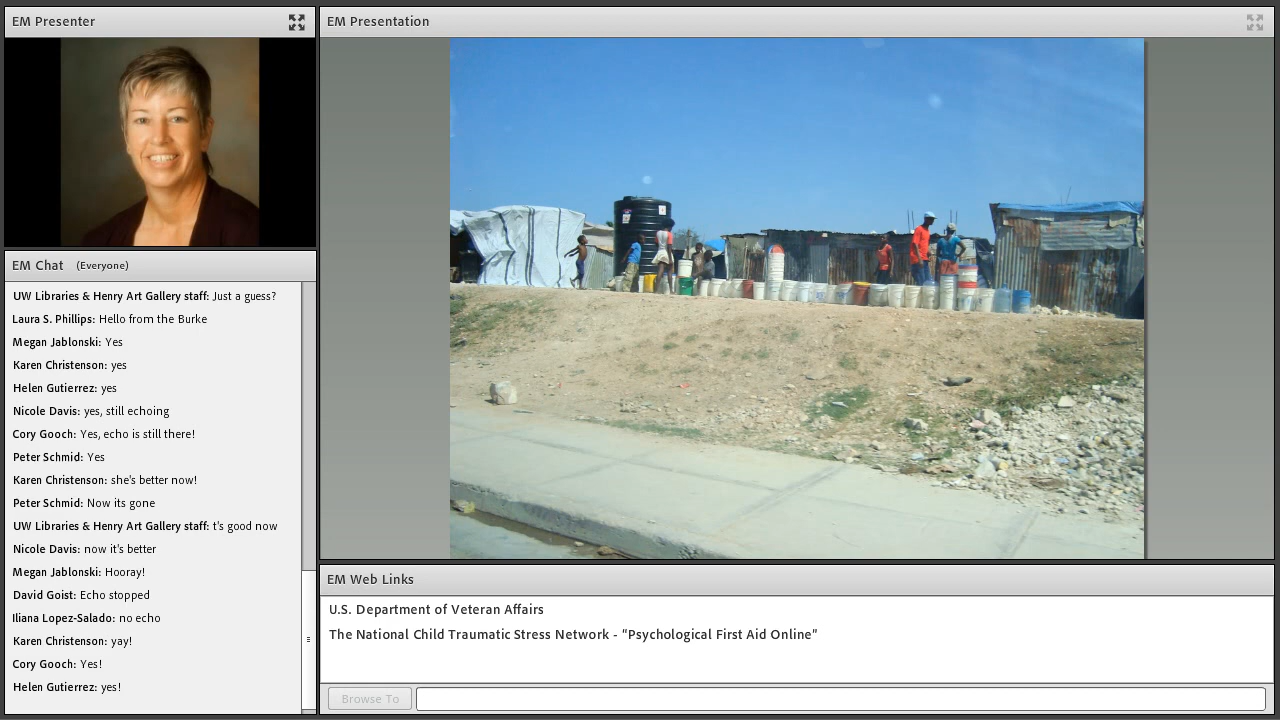 EM Presenter
EM Presentation
EM Chat (Everyone)
UW Libraries & Henry Art Gallery staff: Just a guess?
Laura S. Phillips: Hello from the Burke
Megan Jablonski: Yes
Karen Christenson: yes
Helen Gutierrez: yes
Nicole Davis: yes, still echoing
Cory Gooch: Yes, echo is still there!
Peter Schmid: Yes
Karen Christenson: she's better now!
Peter Schmid: Now its gone
UW Libraries & Henry Art Gallery staff: t's good now
Nicole Davis: now it's better
Megan Jablonski: Hooray!
David Goist: Echo stopped
Iliana Lopez-Salado: no echo
Karen Christenson: yay!
Cory Gooch: Yes!
Helen Gutierrez: yes!
EM Web Links
U.S. Department of Veteran Affairs
The National Child Traumatic Stress Network - "Psychological First Aid Online"
Browse To